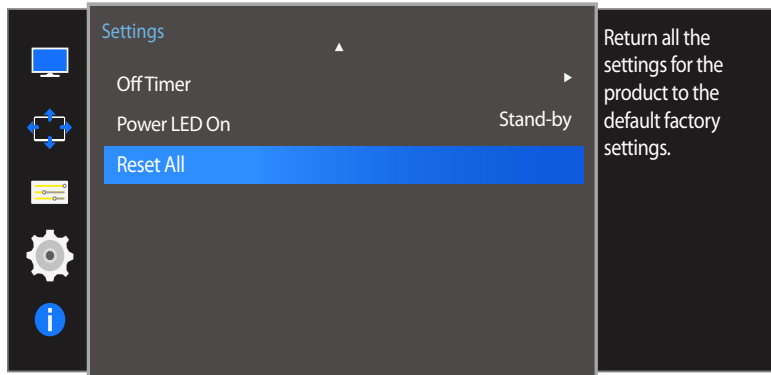 Settings
Off Timer
Power LED On Stand-by
Reset All
Return all the
settings for the
product to the
default factory
settings.